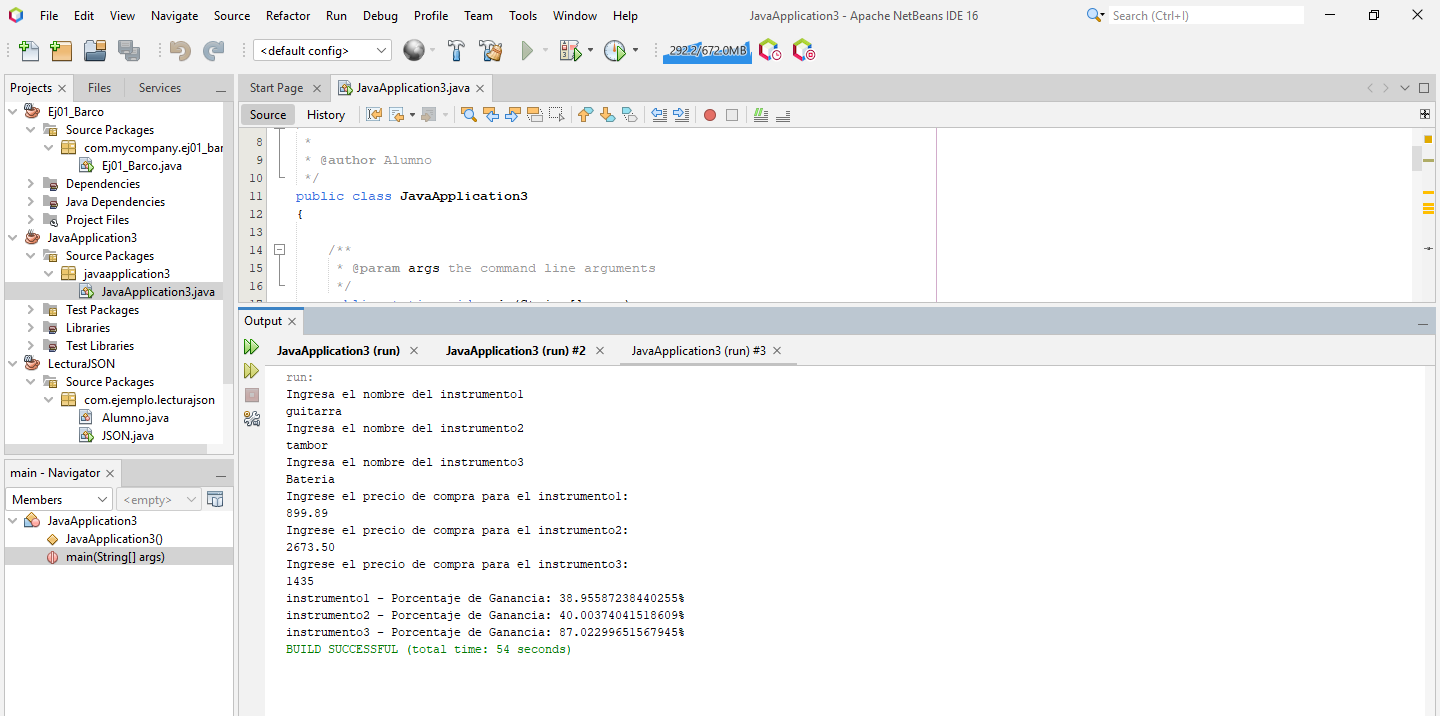 File Edit View Navigate Source Refactor Run Debug Profile Team Tools Window Help
JavaApplication3 - Apache NetBeans IDE 16
Search (Ctrl+I)
<default config>
292.2/672.0MB
Projects Files Services
Ej01_Barco
Source Packages
com.mycompany.ej01_bar
Ej01_Barco.java
Dependencies
Java Dependencies
Project Files
JavaApplication3
Source Packages
javaapplication3
JavaApplication3.java
Test Packages
Libraries
Test Libraries
LecturaJSON
Source Packages
com.ejemplo.lecturajson
Alumno.java
JSON.java
main - Navigator
Members <empty>
JavaApplication3
JavaApplication3()
main(String[] args)
Start Page JavaApplication3.java
Source History
8 *
9 * @author Alumno
10 */
11 public class JavaApplication3
12 {
13
14 /**
15 * @param args the command line arguments
16 */
Output
JavaApplication3 (run) JavaApplication3 (run) #2 JavaApplication3 (run) #3
run:
Ingresa el nombre del instrumento1
guitarra
Ingresa el nombre del instrumento2
tambor
Ingresa el nombre del instrumento3
Bateria
Ingrese el precio de compra para el instrumento1:
899.89
Ingrese el precio de compra para el instrumento2:
2673.50
Ingrese el precio de compra para el instrumento3:
1435
instrumento1 - Porcentaje de Ganancia: 38.95587238440255%
instrumento2 - Porcentaje de Ganancia: 40.00374041518609%
instrumento3 - Porcentaje de Ganancia: 87.02299651567945%
BUILD SUCCESSFUL (total time: 54 seconds)